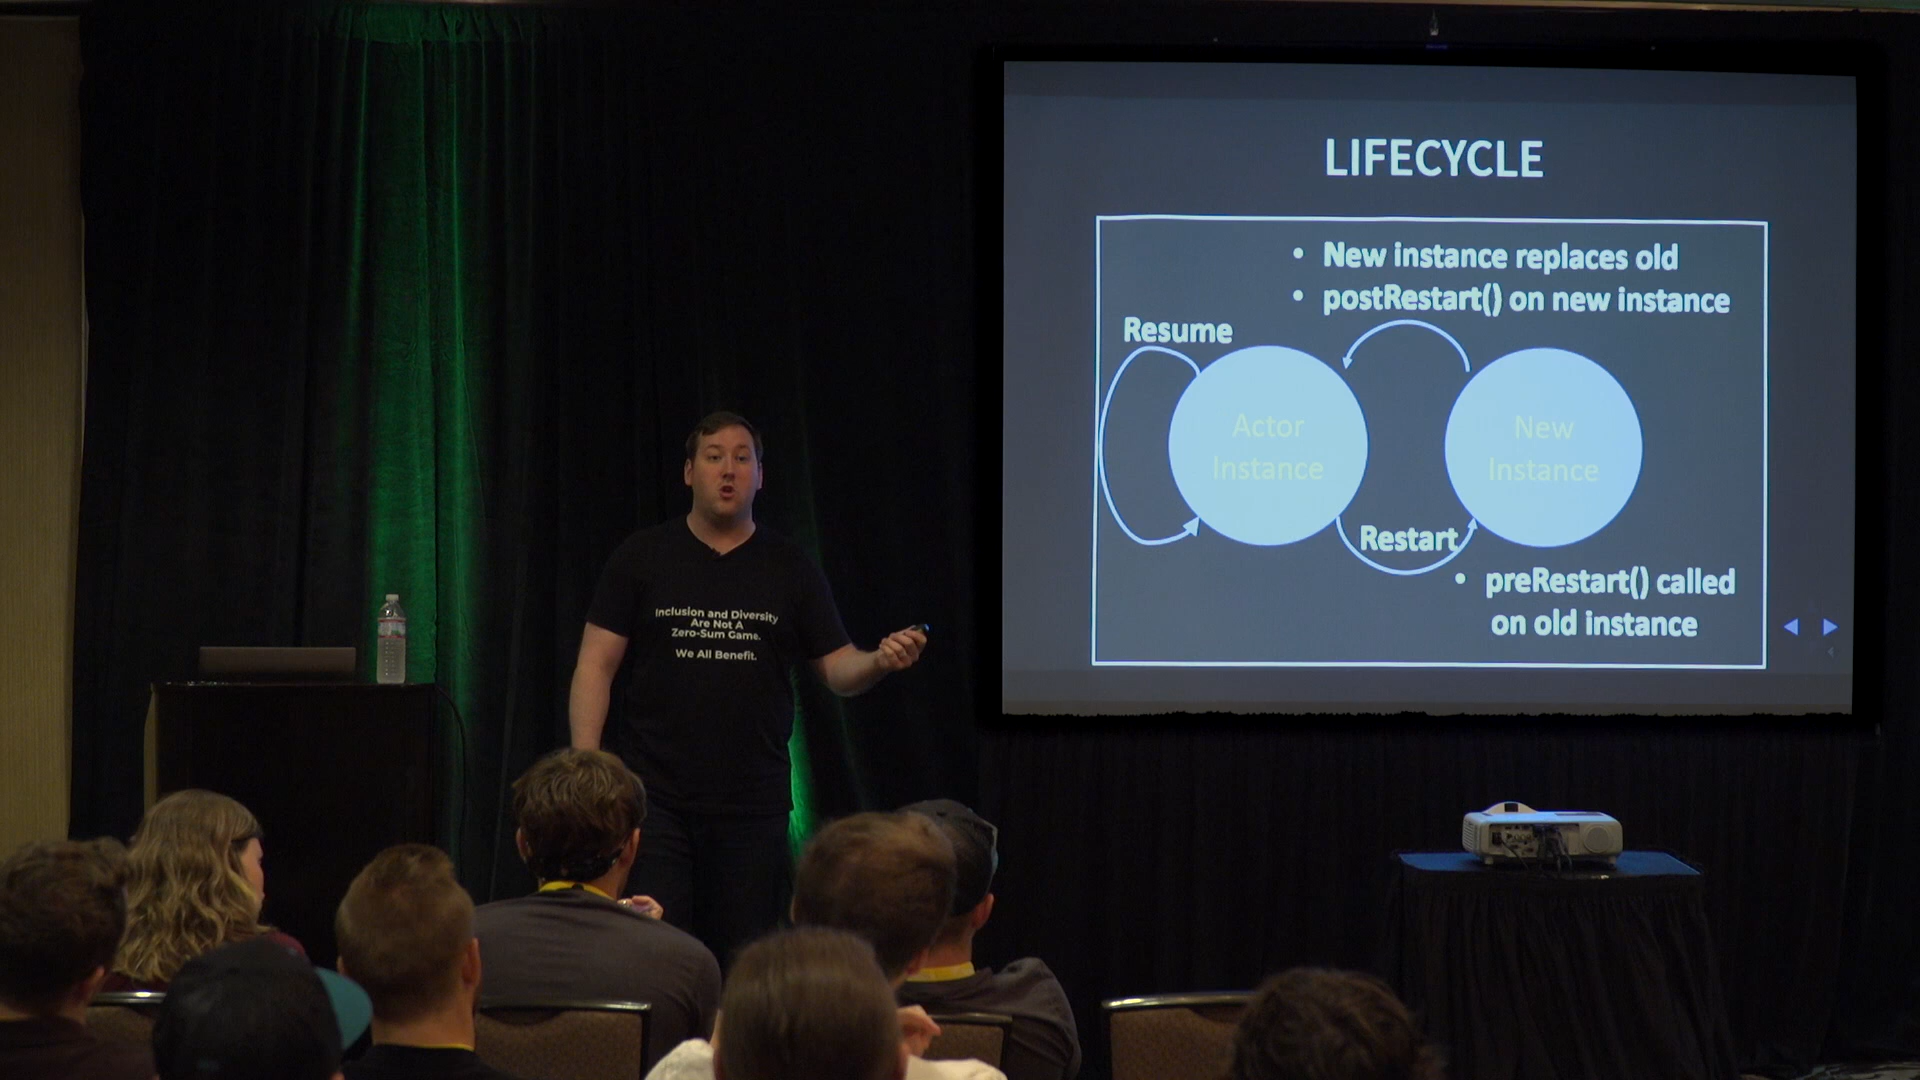 LIFECYCLE
• New instance replaces old
• postRestart() on new instance
Resume
Actor
Instance
New
Instance
Restart
• preRestart() called
on old instance
Inclusion and Diversity
Are Not A
Zero-Sum Game.
We All Benefit.